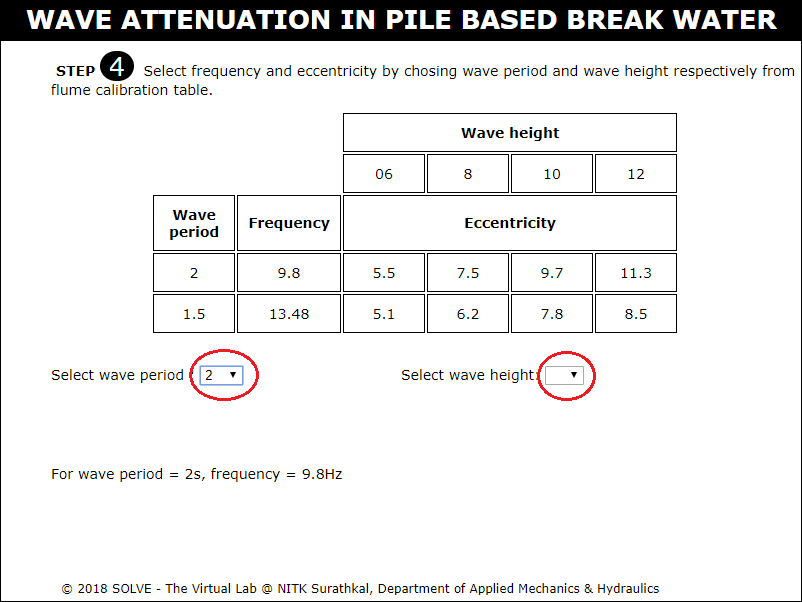 WAVE ATTENUATION IN PILE BASED BREAK WATER
STEP 4 Select frequency and eccentricity by chosing wave period and wave height respectively from
flume calibration table.
Wave height
06 8 10 12
Wave period Frequency Eccentricity
2 9.8 5.5 7.5 9.7 11.3
1.5 13.48 5.1 6.2 7.8 8.5
Select wave period : 2 Select wave height:
For wave period = 2s, frequency = 9.8Hz
© 2018 SOLVE - The Virtual Lab @ NITK Surathkal, Department of Applied Mechanics & Hydraulics